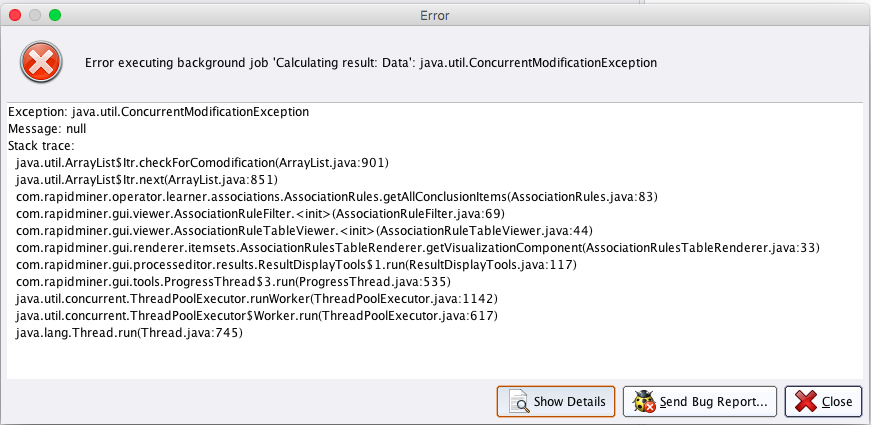 Error
Error executing background job 'Calculating result: Data': java.util.ConcurrentModificationException
Exception: java.util.ConcurrentModificationException
Message: null
Stack trace:
java.util.ArrayList$Itr.checkForComodification(ArrayList.java:901)
java.util.ArrayList$Itr.next(ArrayList.java:851)
com.rapidminer.operator.learner.associations.AssociationRules.getAllConclusionItems(AssociationRules.java:83)
com.rapidminer.gui.viewer.AssociationRuleFilter.<init>(AssociationRuleFilter.java:69)
com.rapidminer.gui.viewer.AssociationRuleTableViewer.<init>(AssociationRuleTableViewer.java:44)
com.rapidminer.gui.renderer.itemsets.AssociationRulesTableRenderer.getVisualizationComponent(AssociationRulesTableRenderer.java:33)
com.rapidminer.gui.processeditor.results.ResultDisplayTools$1.run(ResultDisplayTools.java:117)
com.rapidminer.gui.tools.ProgressThread$3.run(ProgressThread.java:535)
java.util.concurrent.ThreadPoolExecutor.runWorker(ThreadPoolExecutor.java:1142)
java.util.concurrent.ThreadPoolExecutor$Worker.run(ThreadPoolExecutor.java:617)
java.lang.Thread.run(Thread.java:745)
Show Details
Send Bug Report...
Close